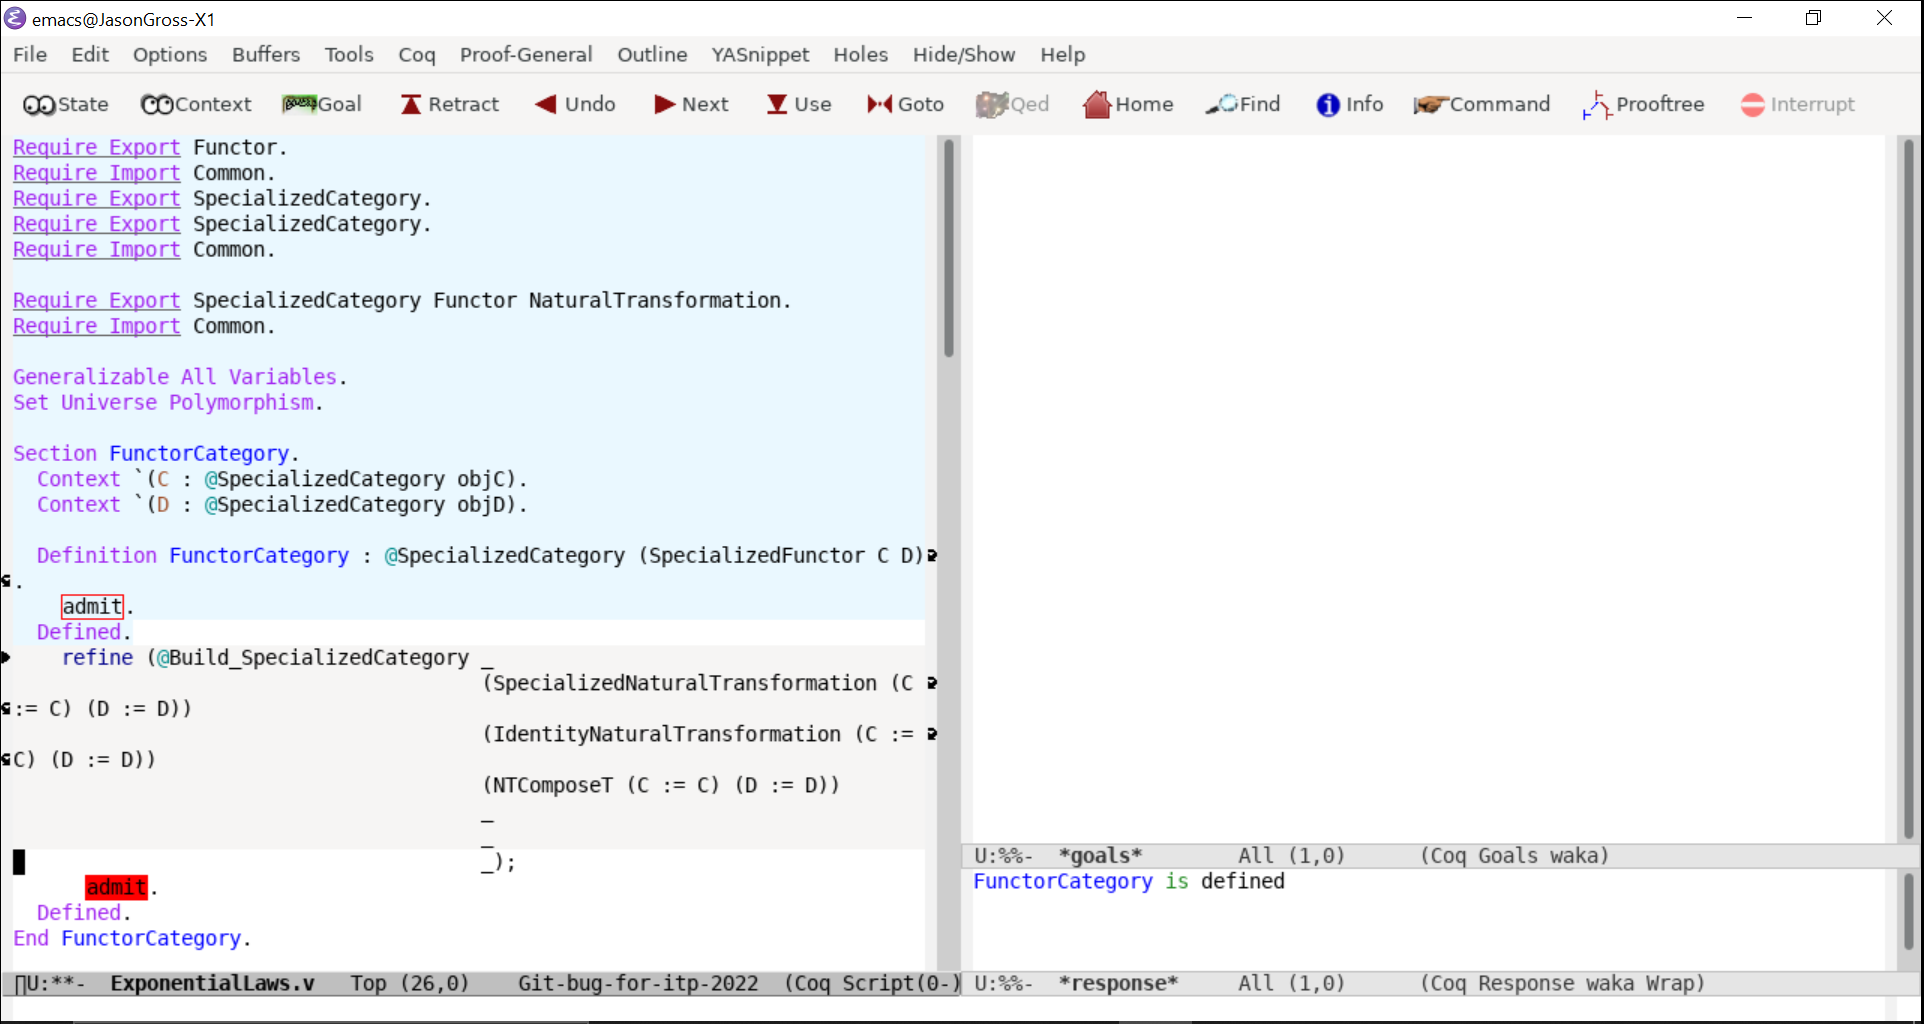 emacs@JasonGross-X1
File Edit Options Buffers Tools Coq Proof-General Outline YASnippet Holes Hide/Show Help
State Context Goal Retract Undo Next Use Goto Qed Home Find Info Command Prooftree Interrupt
Require Export Functor.
Require Import Common.
Require Export SpecializedCategory.
Require Export SpecializedCategory.
Require Import Common.
Require Export SpecializedCategory Functor NaturalTransformation.
Require Import Common.
Generalizable All Variables.
Set Universe Polymorphism.
Section FunctorCategory.
Context `(C : @SpecializedCategory objC).
Context `(D : @SpecializedCategory objD).
Definition FunctorCategory : @SpecializedCategory (SpecializedFunctor C D)
.
admit.
Defined.
refine (@Build_SpecializedCategory _
(SpecializedNaturalTransformation (C
:= C) (D := D))
(IdentityNaturalTransformation (C :=
C) (D := D))
(NTComposeT (C := C) (D := D))
_
_
_);
admit.
Defined.
End FunctorCategory.
U:**- ExponentialLaws.v Top (26,0) Git-bug-for-itp-2022 (Coq Script(0-)
U:%%- *goals* All (1,0) (Coq Goals waka)
FunctorCategory is defined
U:%%- *response* All (1,0) (Coq Response waka Wrap)